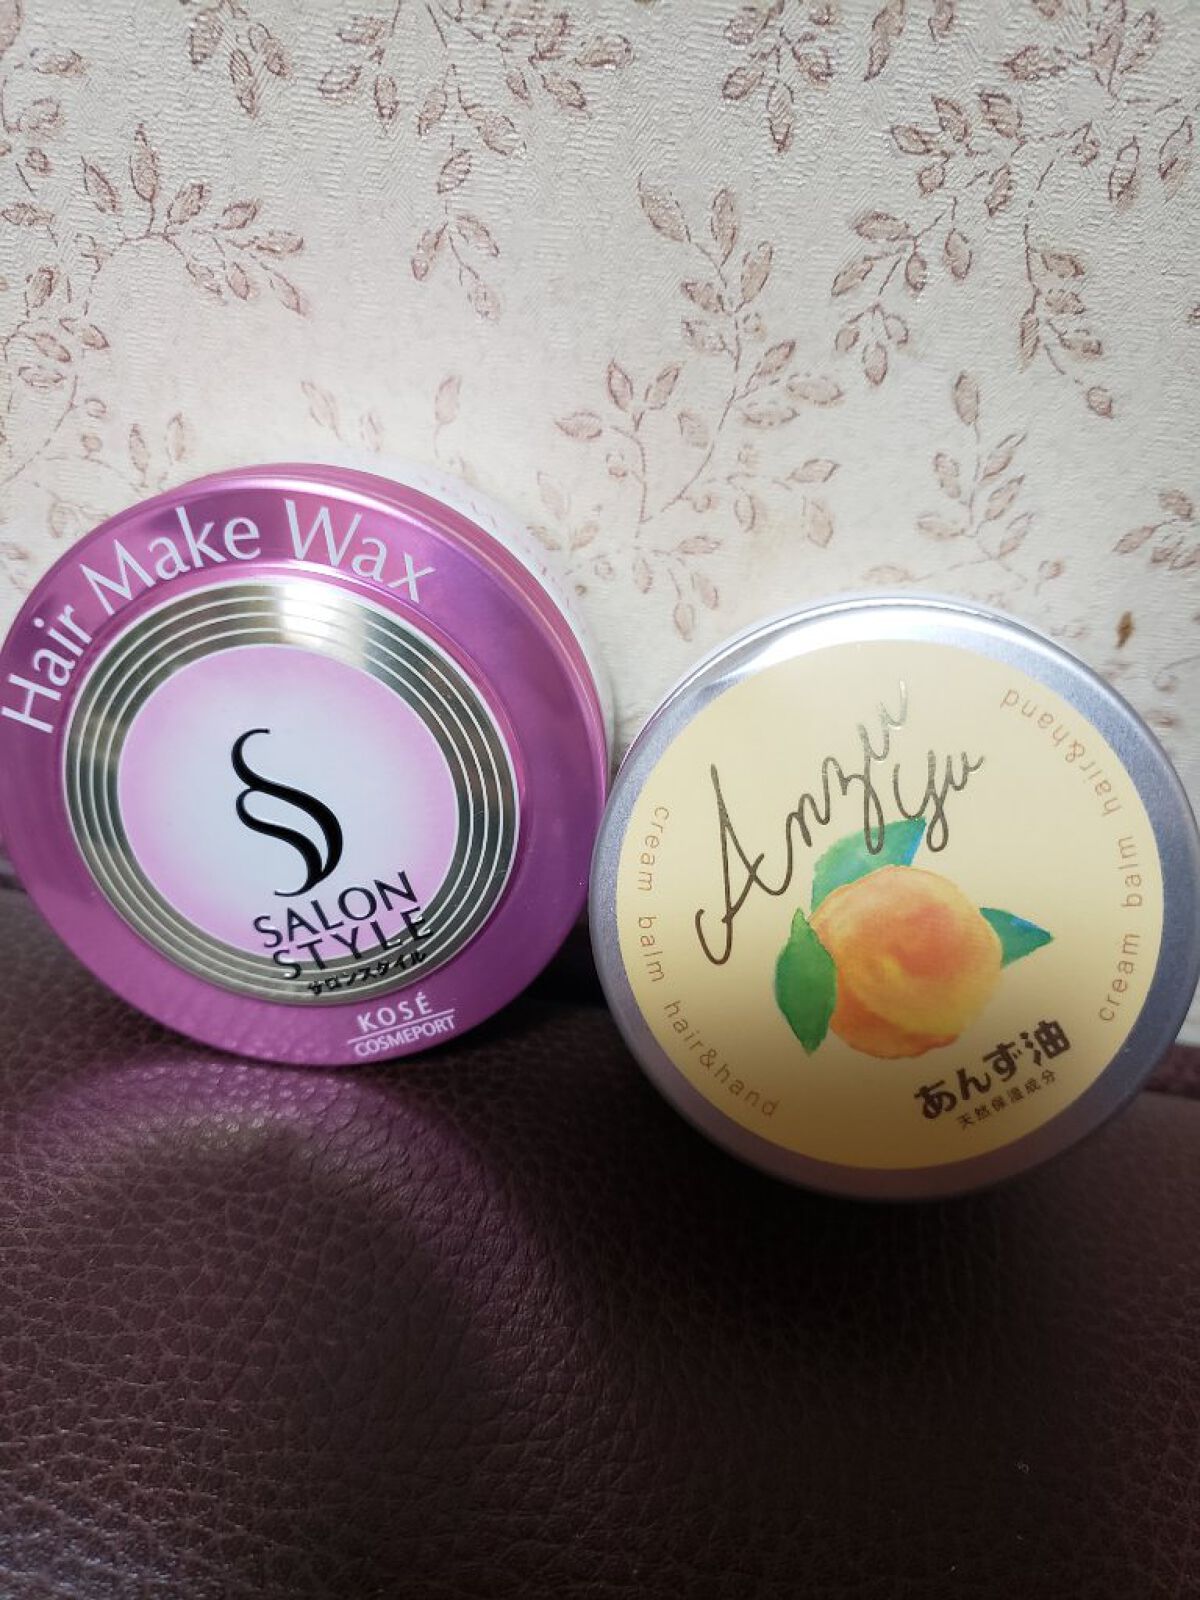 Hair Make Wax
SALON
STYLE
サロンスタイル
KOSÉ
COSMEPORT
Anzu
yu
cream balm hair&hand
cream balm hair&hand
あんず油
天然保湿成分